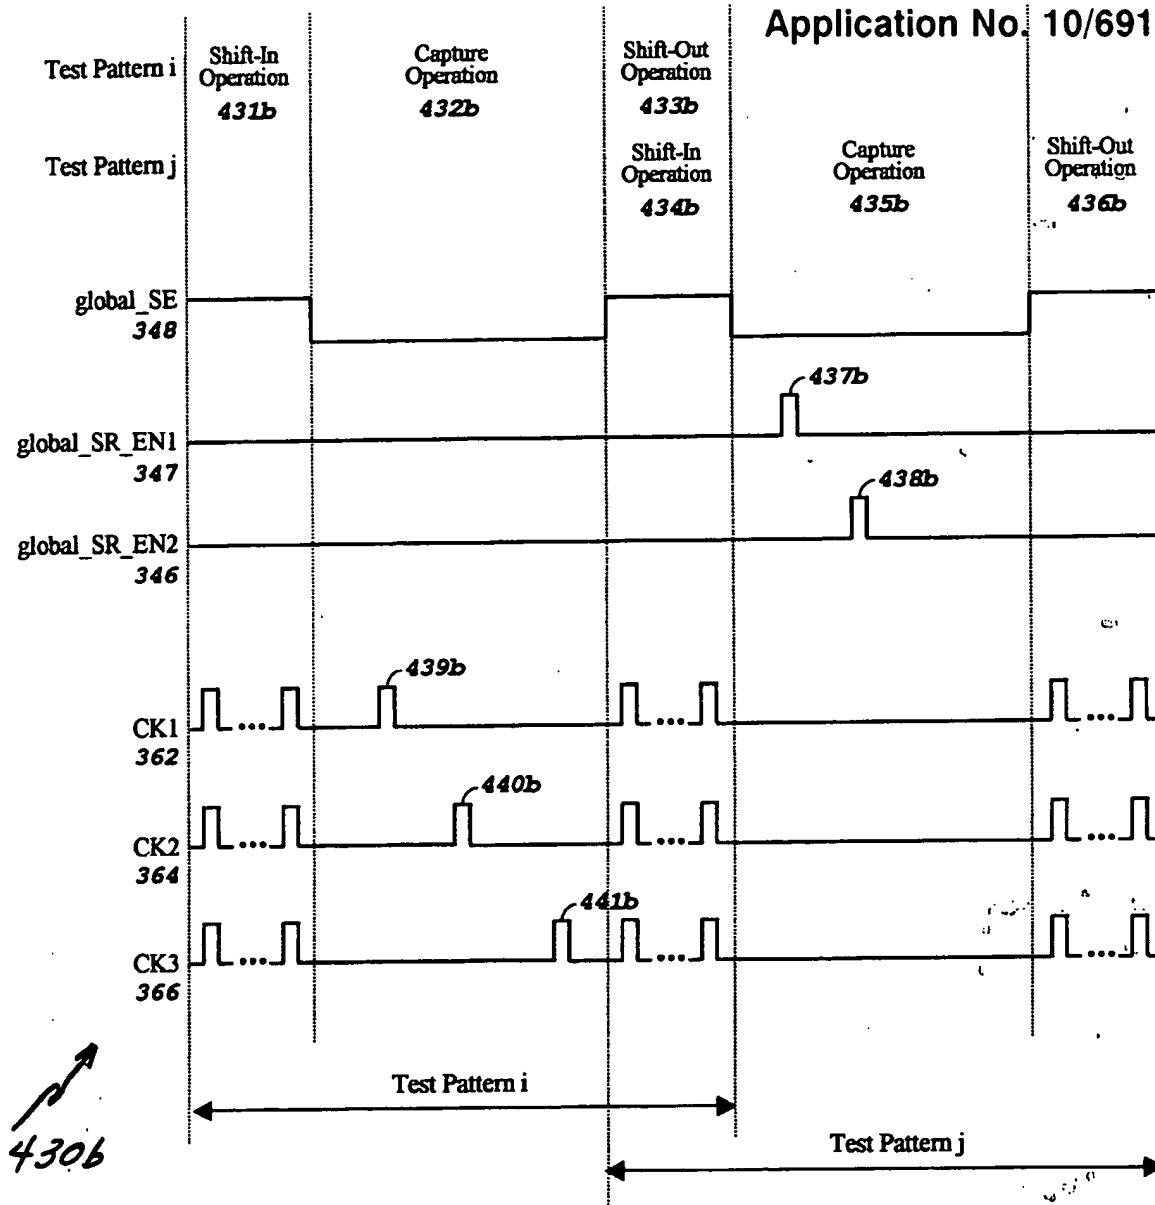 Application No. 10/691
Test Pattern i
Shift-In
Operation
431b
Capture
Operation
432b
Shift-Out
Operation
433b
Test Pattern j
Shift-In
Operation
434b
Capture
Operation
435b
Shift-Out
Operation
436b
global_SE
348
437b
global_SR_EN1
347
438b
global_SR_EN2
346
439b
CK1
362
440b
CK2
364
441b
CK3
366
Test Pattern i
430b
Test Pattern j